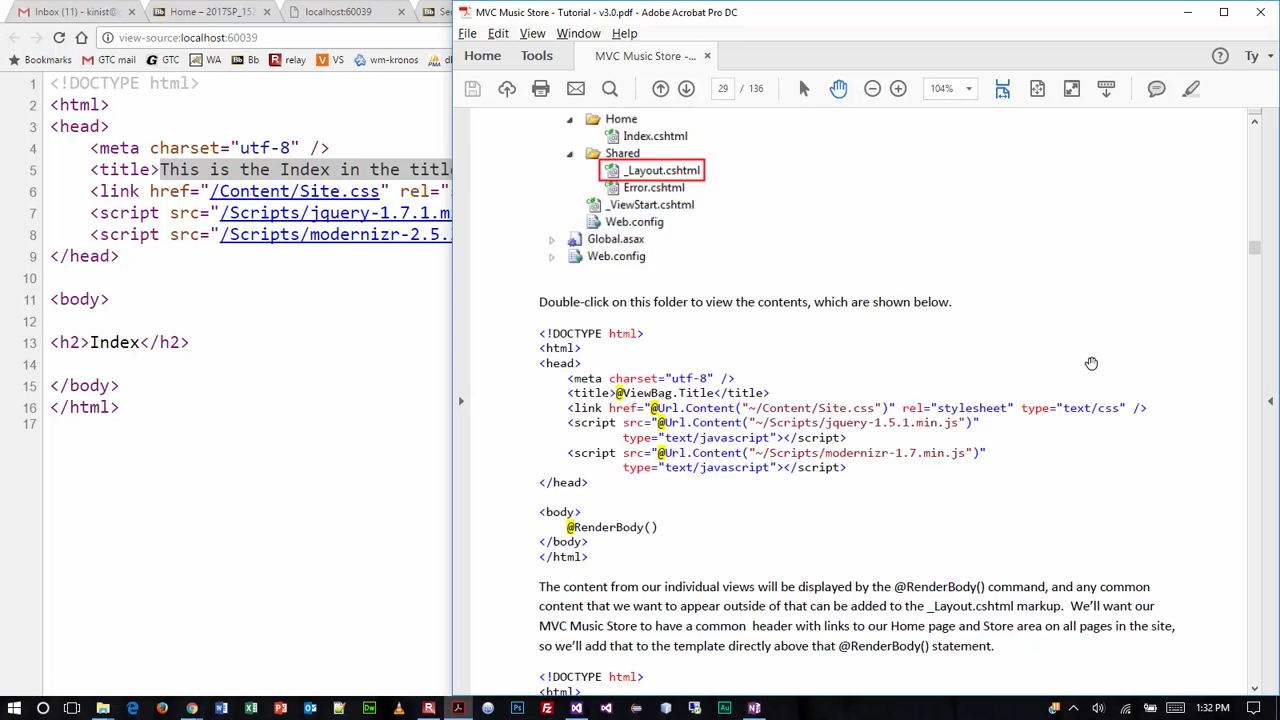 Inbox (11) - kinist@
Home – 2017SP_153
localhost:60039
view-source:localhost:60039
Bookmarks GTC mail GTC WA Bb relay VS wm-kronos
1 <!DOCTYPE html>
2 <html>
3 <head>
4 <meta charset="utf-8" />
5 <title>This is the Index in the title
6 <link href="/Content/Site.css" rel="
7 <script src="/Scripts/jquery-1.7.1.mi
8 <script src="/Scripts/modernizr-2.5.
9 </head>
10
11 <body>
12
13 <h2>Index</h2>
14
15 </body>
16 </html>
17
MVC Music Store - Tutorial - v3.0.pdf - Adobe Acrobat Pro DC
File Edit View Window Help
Home Tools MVC Music Store -...
Ty
29 / 136
104%
Home
Index.cshtml
Shared
_Layout.cshtml
Error.cshtml
_ViewStart.cshtml
Web.config
Global.asax
Web.config
Double-click on this folder to view the contents, which are shown below.
<!DOCTYPE html>
<html>
<head>
<meta charset="utf-8" />
<title>@ViewBag.Title</title>
<link href="@Url.Content("~/Content/Site.css")" rel="stylesheet" type="text/css" />
<script src="@Url.Content("~/Scripts/jquery-1.5.1.min.js")"
type="text/javascript"></script>
<script src="@Url.Content("~/Scripts/modernizr-1.7.min.js")"
type="text/javascript"></script>
</head>
<body>
@RenderBody()
</body>
</html>
The content from our individual views will be displayed by the @RenderBody() command, and any common
content that we want to appear outside of that can be added to the _Layout.cshtml markup. We’ll want our
MVC Music Store to have a common header with links to our Home page and Store area on all pages in the site,
so we’ll add that to the template directly above that @RenderBody() statement.
<!DOCTYPE html>
<html>
1:32 PM